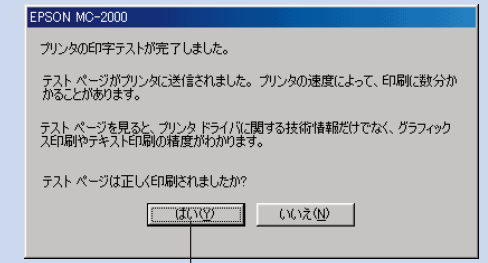 EPSON MC-2000
プリンタの印字テストが完了しました。
テスト ページがプリンタに送信されました。 プリンタの速度によって、印刷に数分か
かることがあります。
テスト ページを見ると、プリンタ ドライバに関する技術情報だけでなく、グラフィック
ス印刷やテキスト印刷の精度がわかります。
テスト ページは正しく印刷されましたか?
はい(Y)
いいえ(N)